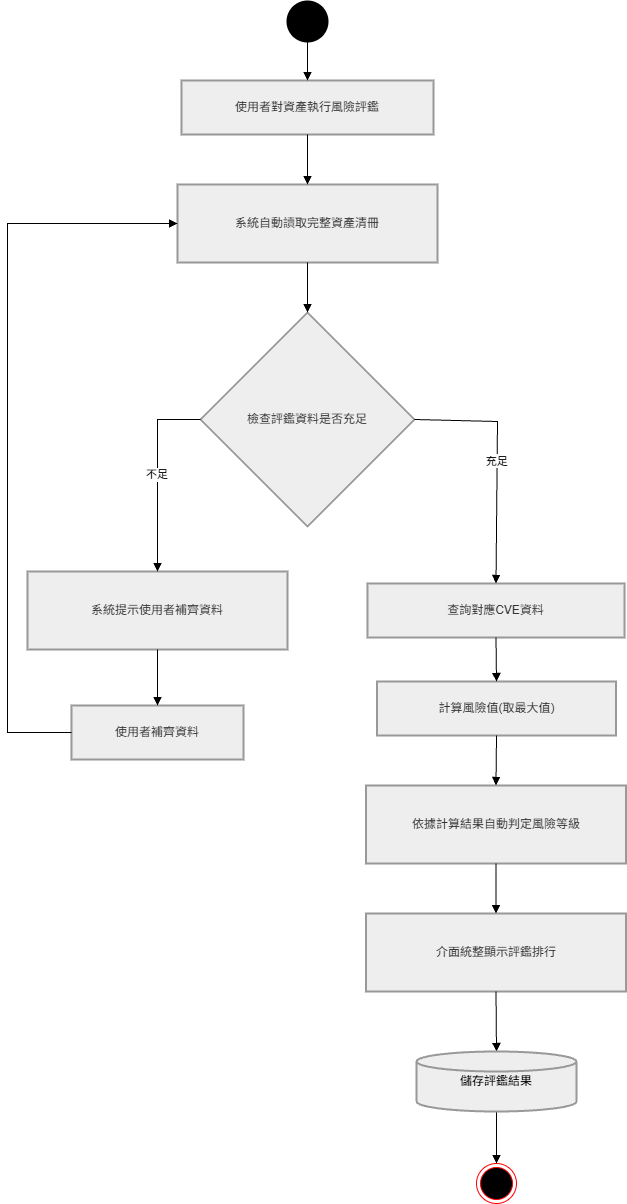 使用者對資產執行風險評鑑
系統自動讀取完整資產清冊
檢查評鑑資料是否充足
不足
充足
系統提示使用者補齊資料
使用者補齊資料
查詢對應CVE資料
計算風險值(取最大值)
依據計算結果自動判定風險等級
介面統整顯示評鑑排行
儲存評鑑結果